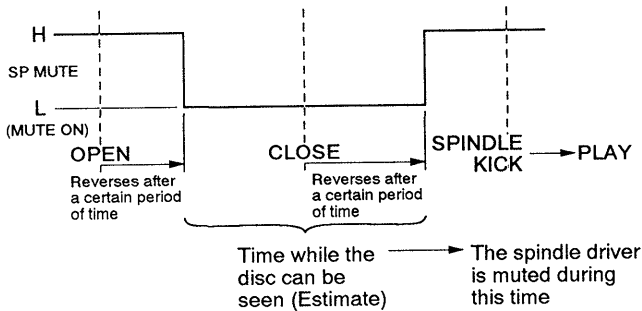 H
SP MUTE
L
(MUTE ON)
OPEN
Reverses after
a certain period
of time
CLOSE
Reverses after
a certain period
of time
SPINDLE
KICK
PLAY
Time while the
disc can be
seen (Estimate)
The spindle driver
is muted during
this time